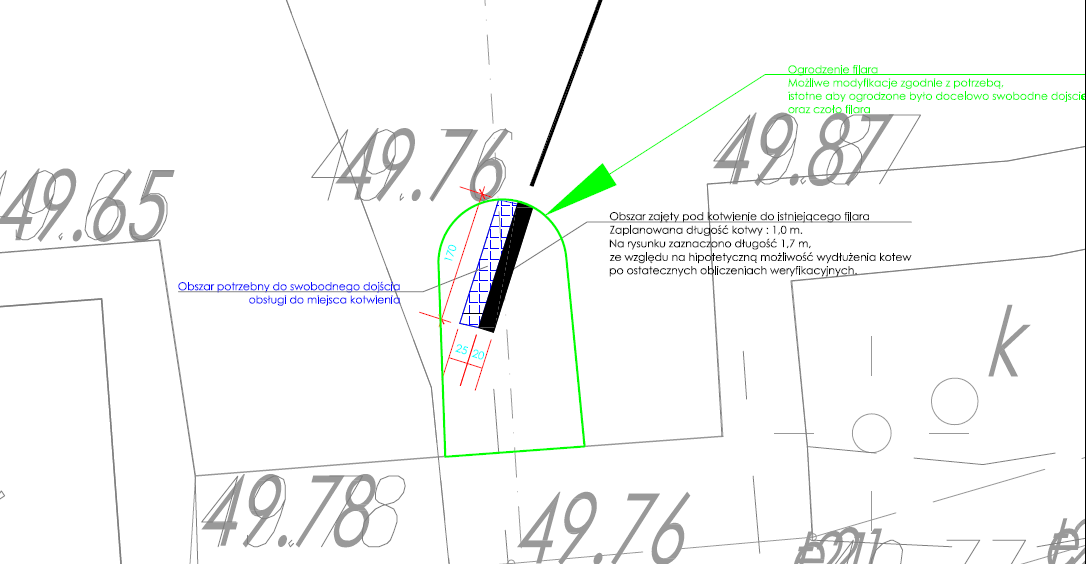 Ogrodzenie filara
Możliwe modyfikacje zgodnie z potrzebą,
istotne aby ogrodzone było docelowo swobodne dojście
oraz czoło filara
49.76
49.87
49.65
Obszar zajęty pod kotwienie do istniejącego filara
Zaplanowana długość kotwy : 1,0 m.
Na rysunku zaznaczono długość 1,7 m,
ze względu na hipotetyczną możliwość wydłużenia kotew
po ostatecznych obliczeniach weryfikacyjnych.
170
Obszar potrzebny do swobodnego dojścia
obsługi do miejsca kotwienia
25 20
k
49.78
49.76